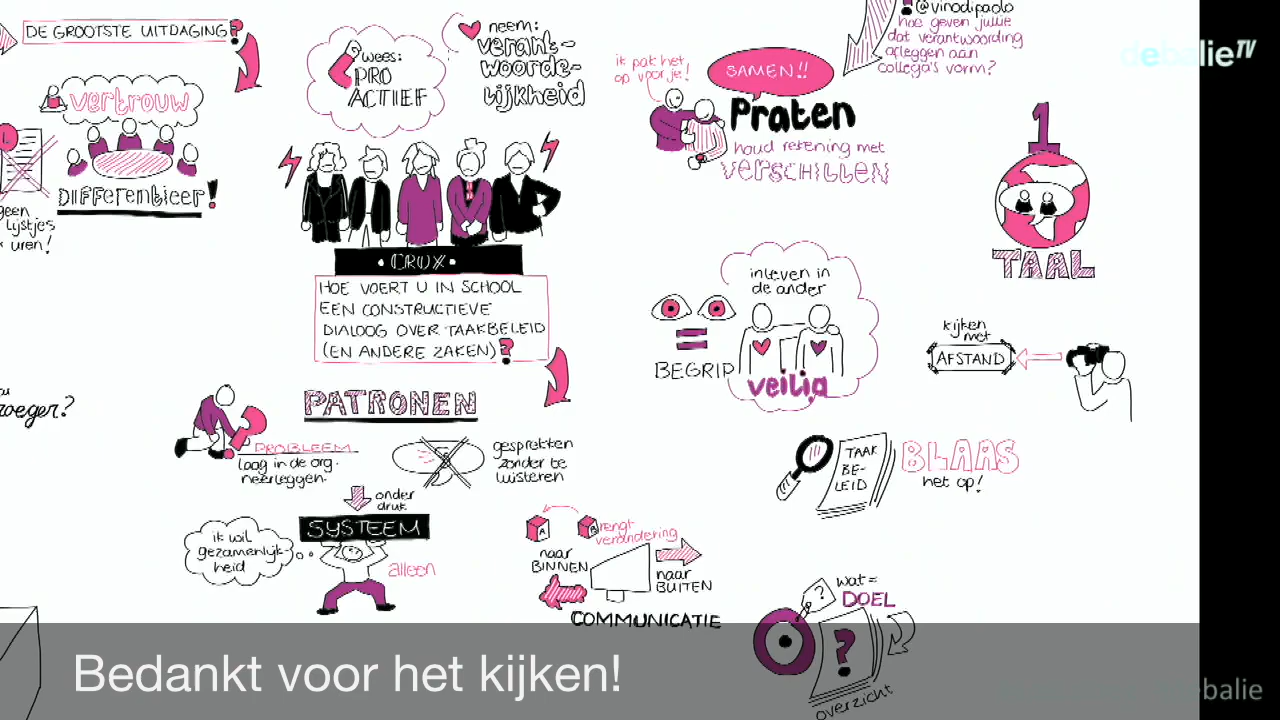 DE GROOTSTE UITDAGING?
vertrouw
1.
DIFFERENtieer!
geen
lijstjes
uren!
roeger?
wees:
PRO
ACTIEF
neem:
verant-
woorde-
lijkheid
• CRUX •
HOE VOERT U IN SCHOOL
EEN CONSTRUCTIEVE
DIALOOG OVER TAAKBELEID
(EN ANDERE ZAKEN)?
PATRONEN
PROBLEEM
laag in de org.
neerleggen.
gesprekken
zonder te
luisteren
onder
druk
SYSTEEM
ik wil
gezamenlijk-
heid
alleen
A
B
brengt
verandering
naar
BINNEN
naar
BUITEN
COMMUNICATIE
ik pak het
op voor je!
SAMEN!!
Praten
houd rekening met
VERSCHILLEN
! @vinodipaolo
hoe geven jullie
dat verantwoording
afleggen aan
collega's vorm?
debalieTV
1
TAAL
inleven in
de ander
=
BEGRIP
veilig
kijken
met
AFSTAND
TAAK
BE-
LEID
BLAAS
het op!
?
wat =
DOEL
?
overzicht
Bedankt voor het kijken!
ebalie